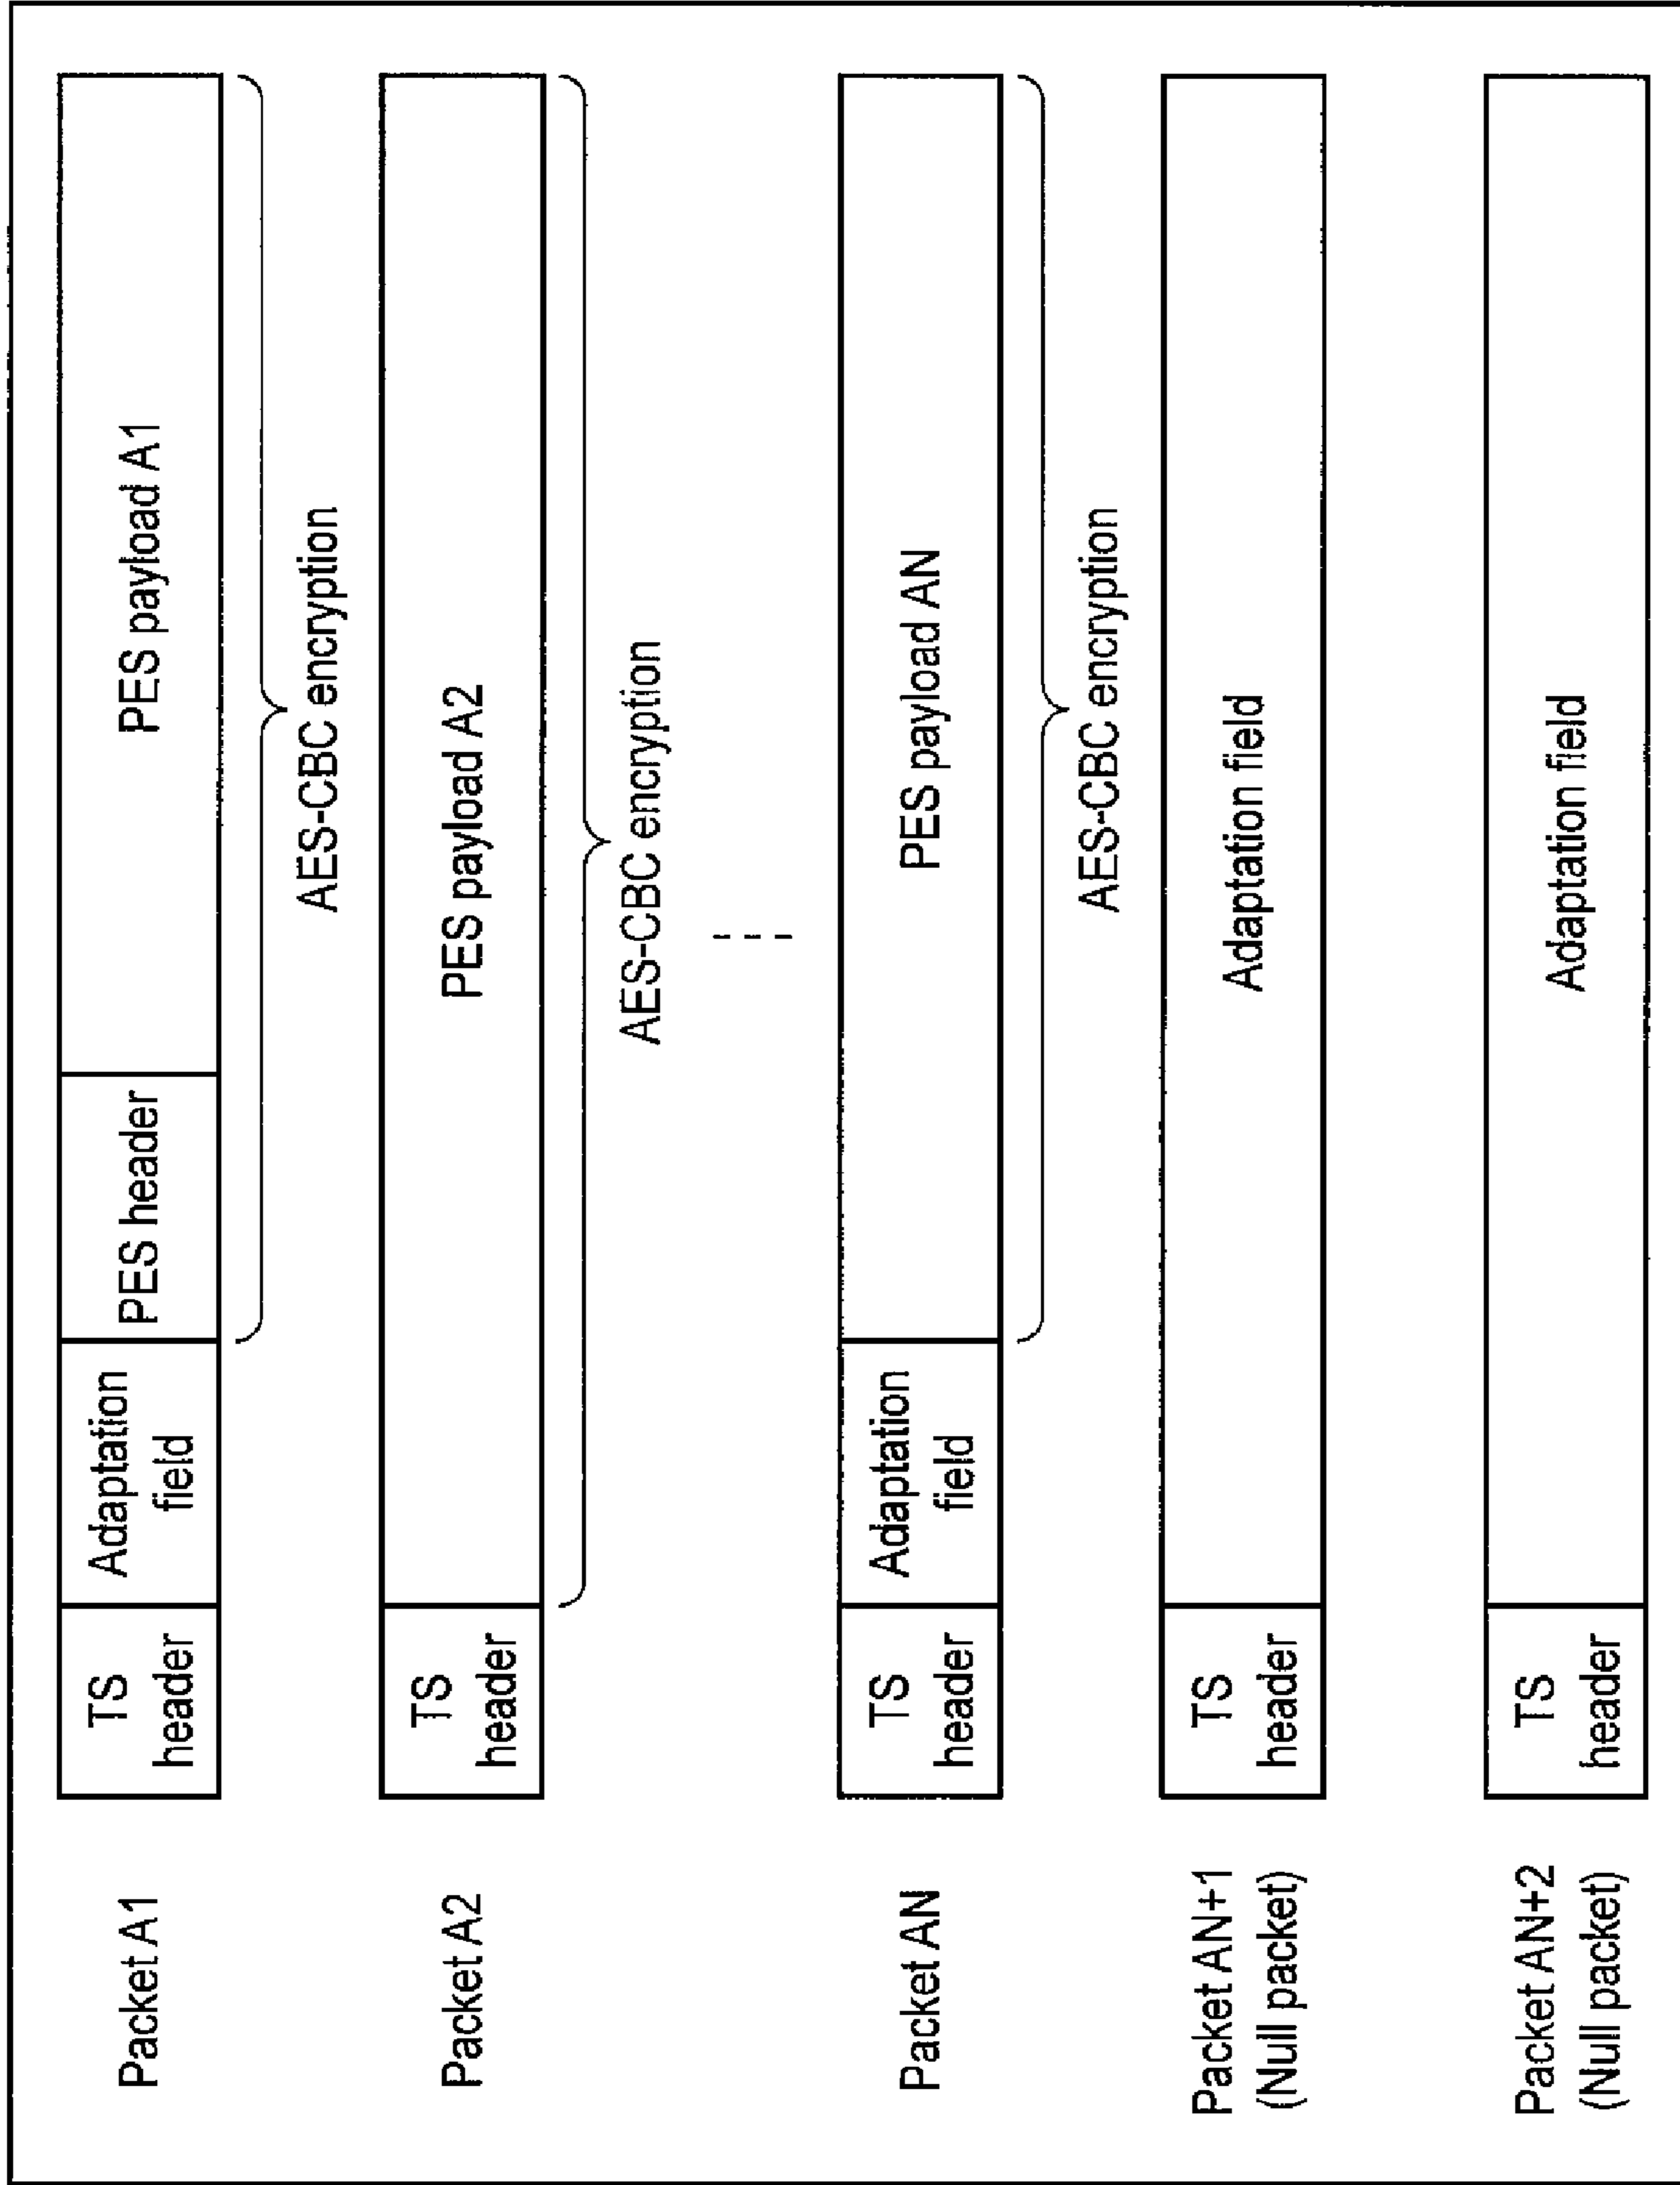 Packet A1
TS
header
Adaptation
field
PES header
PES payload A1
AES-CBC encryption
Packet A2
TS
header
PES payload A2
AES-CBC encryption
Packet AN
TS
header
Adaptation
field
PES payload AN
AES-CBC encryption
Packet AN+1
(Null packet)
TS
header
Adaptation field
Packet AN+2
(Null packet)
TS
header
Adaptation field